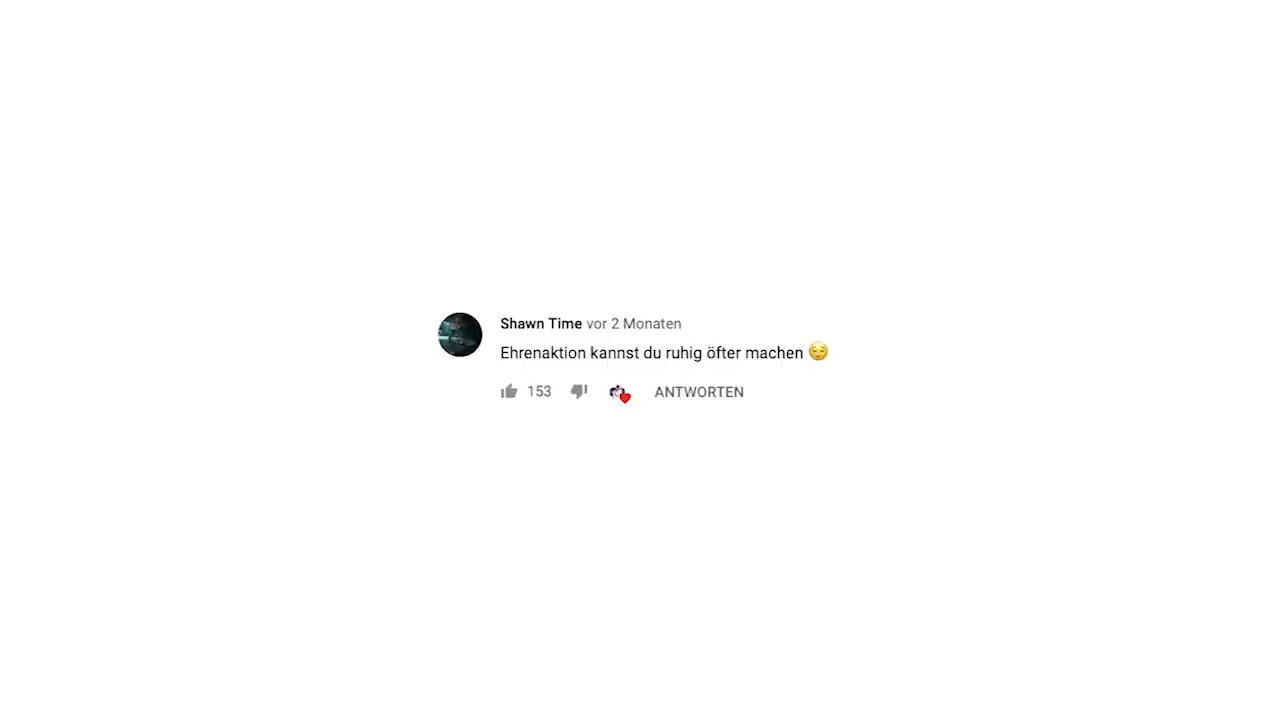 Shawn Time vor 2 Monaten
Ehrenaktion kannst du ruhig öfter machen 😌
153 ANTWORTEN